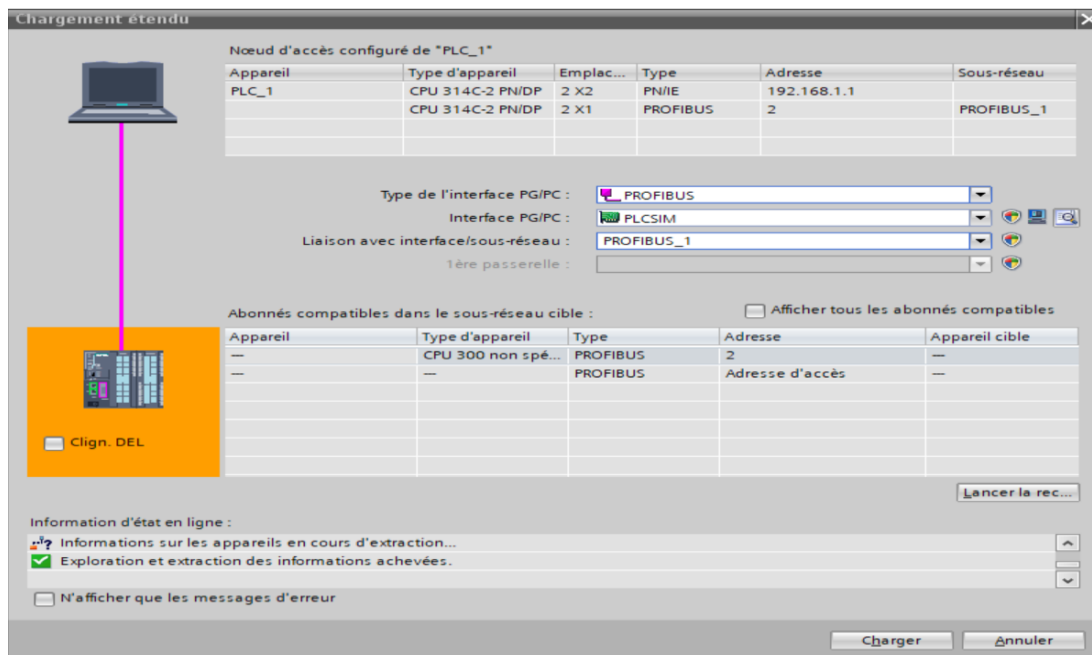 Chargement étendu
Nœud d'accès configuré de "PLC_1"
Appareil Type d'appareil Emplac... Type Adresse Sous-réseau
PLC_1 CPU 314C-2 PN/DP 2 X2 PN/IE 192.168.1.1
CPU 314C-2 PN/DP 2 X1 PROFIBUS 2 PROFIBUS_1
Type de l'interface PG/PC : PROFIBUS
Interface PG/PC : PLCSIM
Liaison avec interface/sous-réseau : PROFIBUS_1
1ère passerelle :
Abonnés compatibles dans le sous-réseau cible : Afficher tous les abonnés compatibles
Appareil Type d'appareil Type Adresse Appareil cible
— CPU 300 non spé... PROFIBUS 2 —
— — PROFIBUS Adresse d'accès —
Clign. DEL
Lancer la rec...
Information d'état en ligne :
Informations sur les appareils en cours d'extraction...
Exploration et extraction des informations achevées.
N'afficher que les messages d'erreur
Charger Annuler